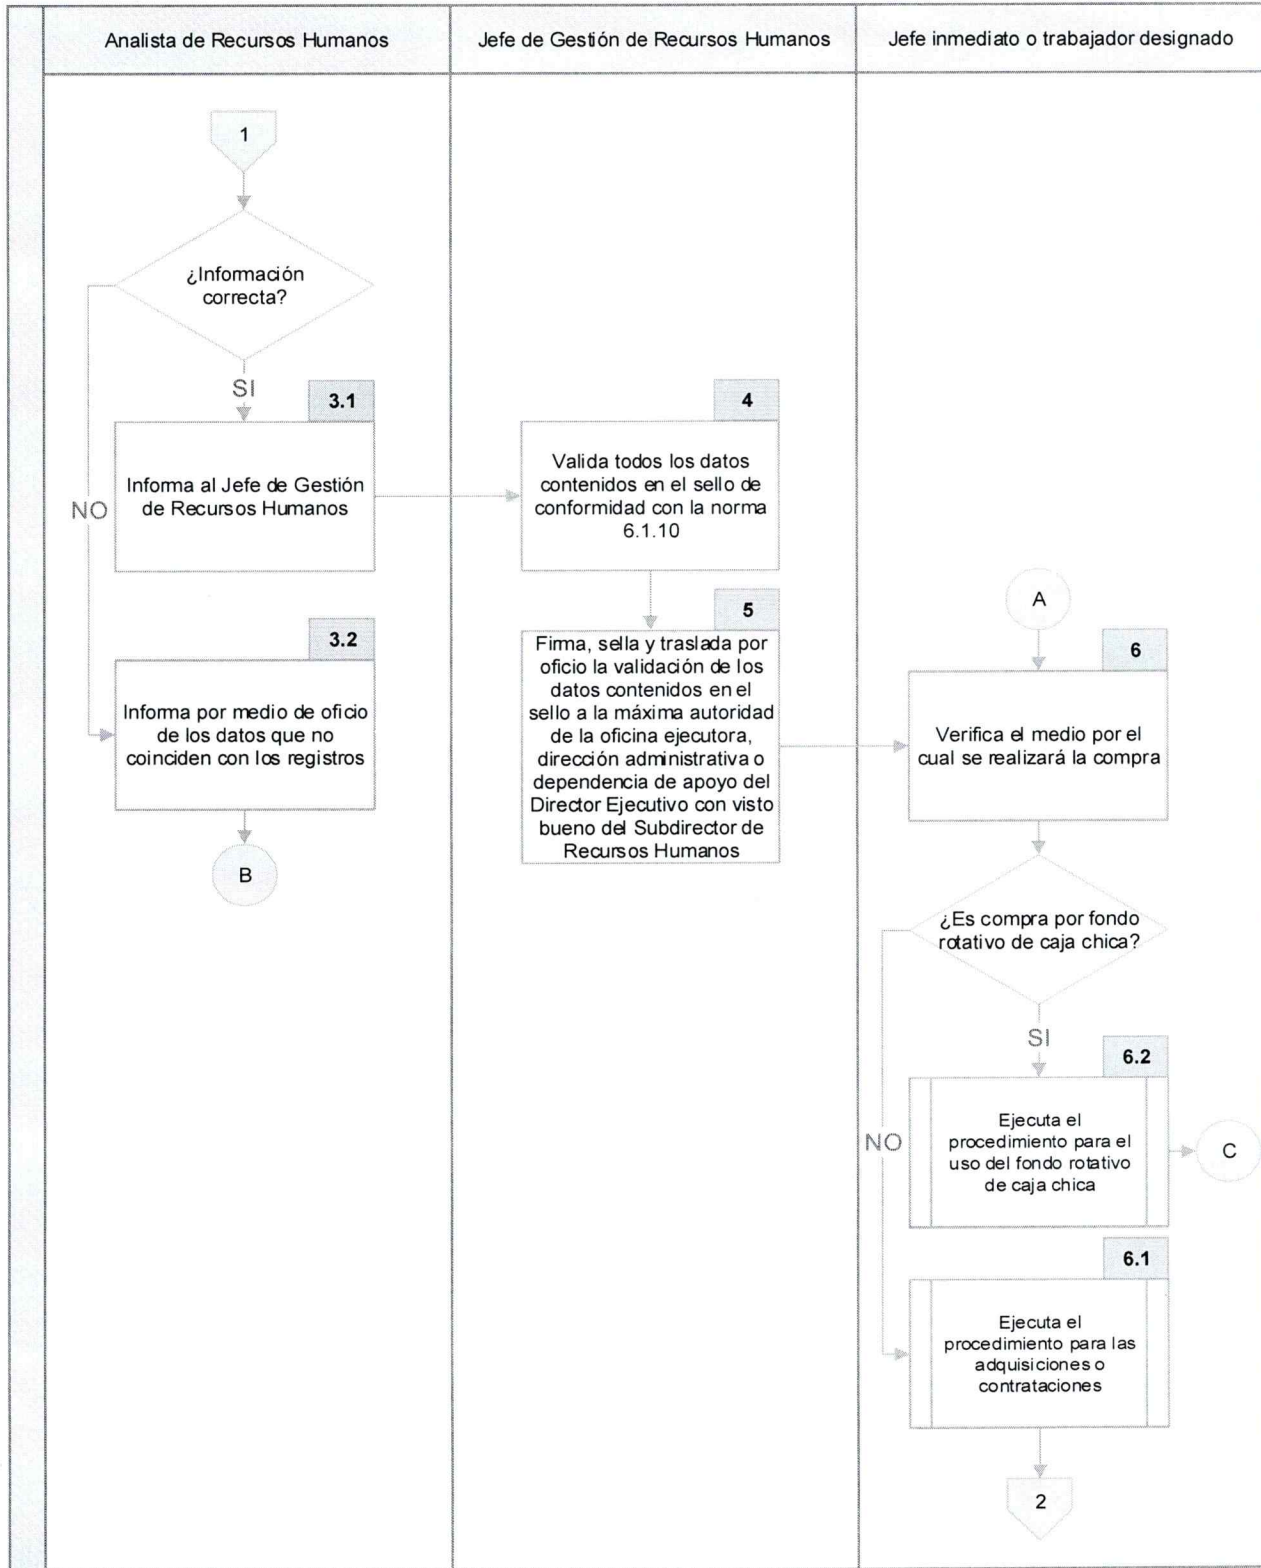 Analista de Recursos Humanos
Jefe de Gestión de Recursos Humanos
Jefe inmediato o trabajador designado
1
¿Información
correcta?
SI
NO
3.1
Informa al Jefe de Gestión
de Recursos Humanos
3.2
Informa por medio de oficio
de los datos que no
coinciden con los registros
B
4
Valida todos los datos
contenidos en el sello de
conformidad con la norma
6.1.10
5
Firma, sella y traslada por
oficio la validación de los
datos contenidos en el
sello a la máxima autoridad
de la oficina ejecutora,
dirección administrativa o
dependencia de apoyo del
Director Ejecutivo con visto
bueno del Subdirector de
Recursos Humanos
A
6
Verifica el medio por el
cual se realizará la compra
¿Es compra por fondo
rotativo de caja chica?
SI
NO
6.2
Ejecuta el
procedimiento para el
uso del fondo rotativo
de caja chica
C
6.1
Ejecuta el
procedimiento para las
adquisiciones o
contrataciones
2